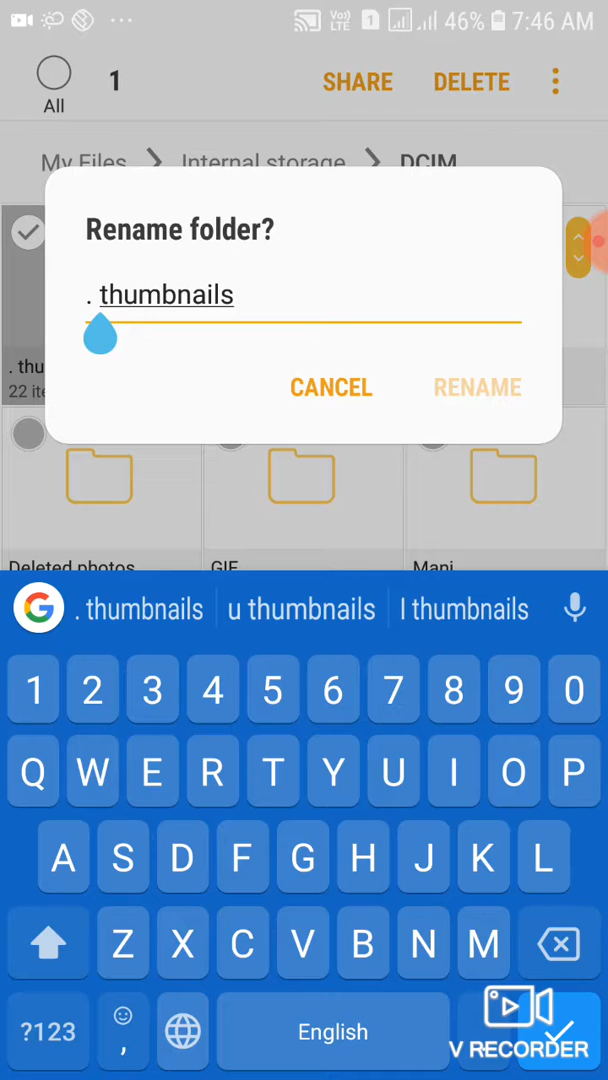 Vo) LTE 1 46% 7:46 AM
All 1 SHARE DELETE
My Files Internal storage DCIM
Rename folder?
. thumbnails
CANCEL RENAME
. thu
22 ite
Deleted photos GIF Mani
. thumbnails u thumbnails l thumbnails
1 2 3 4 5 6 7 8 9 0
Q W E R T Y U I O P
A S D F G H J K L
Z X C V B N M
?123 , English
V RECORDER